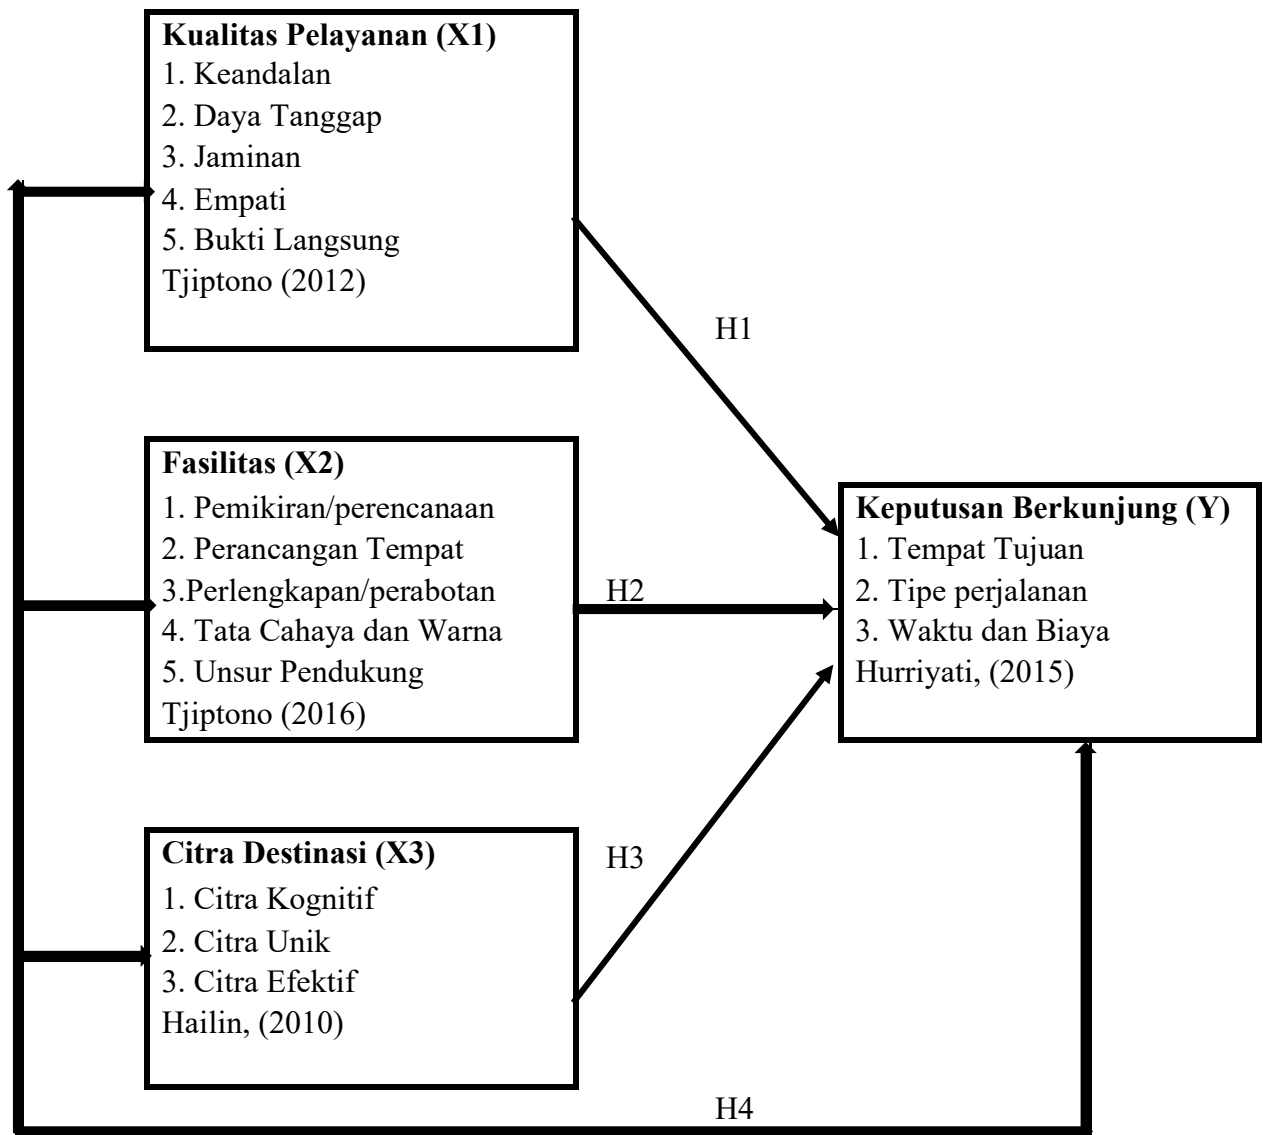 Kualitas Pelayanan (X1)
1. Keandalan
2. Daya Tanggap
3. Jaminan
4. Empati
5. Bukti Langsung
Tjiptono (2012)
H1
Fasilitas (X2)
1. Pemikiran/perencanaan
2. Perancangan Tempat
3.Perlengkapan/perabotan
4. Tata Cahaya dan Warna
5. Unsur Pendukung
Tjiptono (2016)
H2
Keputusan Berkunjung (Y)
1. Tempat Tujuan
2. Tipe perjalanan
3. Waktu dan Biaya
Hurriyati, (2015)
Citra Destinasi (X3)
1. Citra Kognitif
2. Citra Unik
3. Citra Efektif
Hailin, (2010)
H3
H4